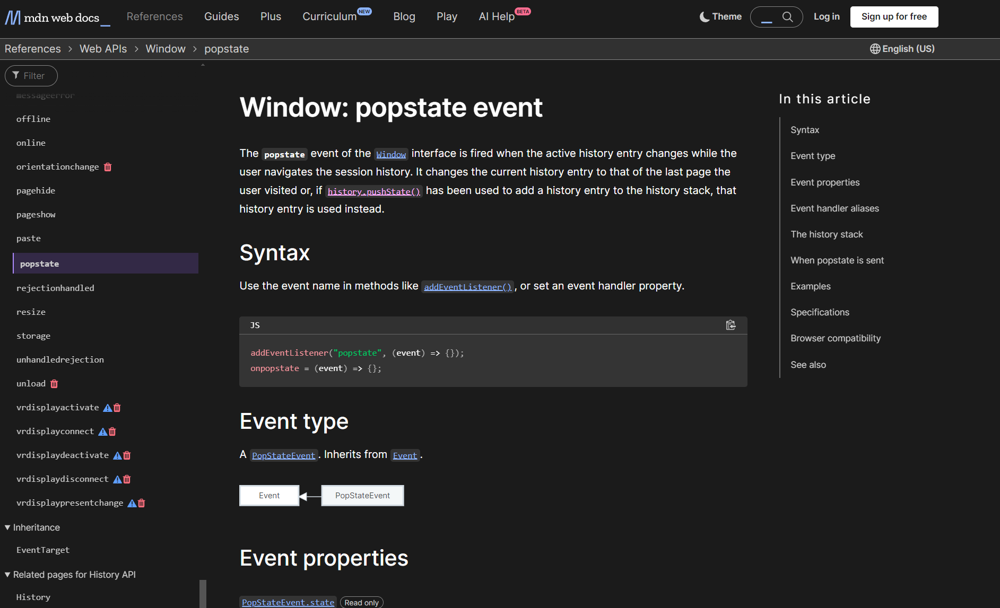 mdn web docs_
References
Guides
Plus
Curriculum NEW
Blog
Play
AI Help BETA
Theme
Log in
Sign up for free
References > Web APIs > Window > popstate
English (US)
Filter
messageerror
offline
online
orientationchange
pagehide
pageshow
paste
popstate
rejectionhandled
resize
storage
unhandledrejection
unload
vrdisplayactivate
vrdisplayconnect
vrdisplaydeactivate
vrdisplaydisconnect
vrdisplaypresentchange
Inheritance
EventTarget
Related pages for History API
History
Window: popstate event
The popstate event of the Window interface is fired when the active history entry changes while the
user navigates the session history. It changes the current history entry to that of the last page the
user visited or, if history.pushState() has been used to add a history entry to the history stack, that
history entry is used instead.
Syntax
Use the event name in methods like addEventListener(), or set an event handler property.
JS
addEventListener("popstate", (event) => {});
onpopstate = (event) => {};
Event type
A PopStateEvent. Inherits from Event.
Event
PopStateEvent
Event properties
PopStateEvent.state Read only
In this article
Syntax
Event type
Event properties
Event handler aliases
The history stack
When popstate is sent
Examples
Specifications
Browser compatibility
See also